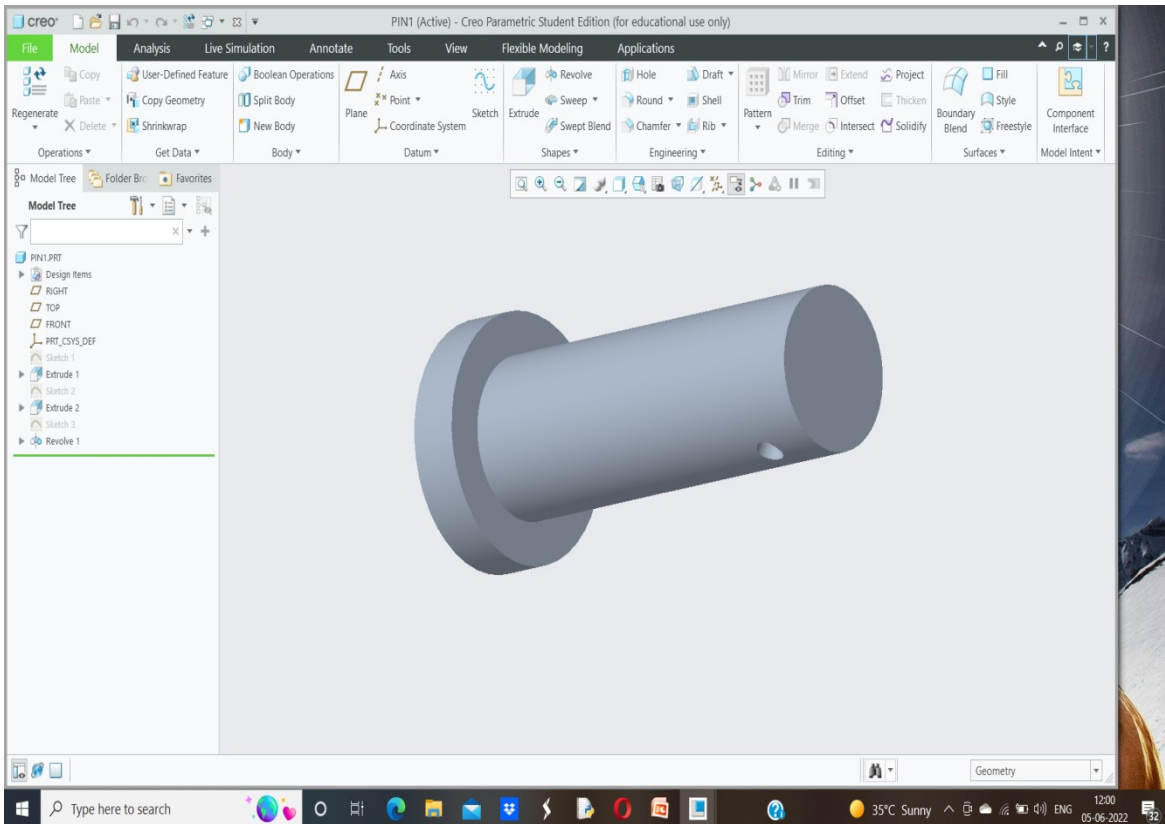 creo° PIN1 (Active) - Creo Parametric Student Edition (for educational use only)
File Model Analysis Live Simulation Annotate Tools View Flexible Modeling Applications
Regenerate
Copy
Paste
Delete
Operations
User-Defined Feature
Copy Geometry
Shrinkwrap
Get Data
Boolean Operations
Split Body
New Body
Body
Plane
Axis
Point
Coordinate System
Sketch
Datum
Extrude
Revolve
Sweep
Swept Blend
Shapes
Hole
Draft
Round
Shell
Chamfer
Rib
Engineering
Pattern
Mirror
Extend
Project
Trim
Offset
Thicken
Merge
Intersect
Solidify
Editing
Boundary
Blend
Fill
Style
Freestyle
Surfaces
Component
Interface
Model Intent
Model Tree Folder Brc Favorites
Model Tree
PIN1.PRT
Design Items
RIGHT
TOP
FRONT
PRT_CSYS_DEF
Sketch 1
Extrude 1
Sketch 2
Extrude 2
Sketch 3
Revolve 1
Geometry
Type here to search
35°C Sunny
ENG
12:00
05-06-2022
32